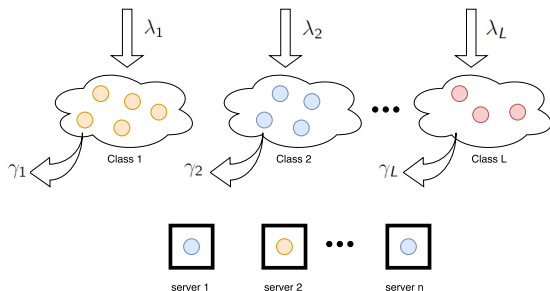 λ1 λ2 λL
Class 1 Class 2 ••• Class L
γ1 γ2 γL
•••
server 1 server 2 server n